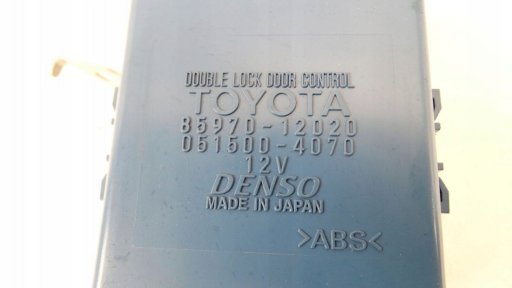 DOUBLE LOCK DOOR CONTROL
TOYOTA
85970-12020
051500-4070
12V
DENSO
MADE IN JAPAN
>ABS<